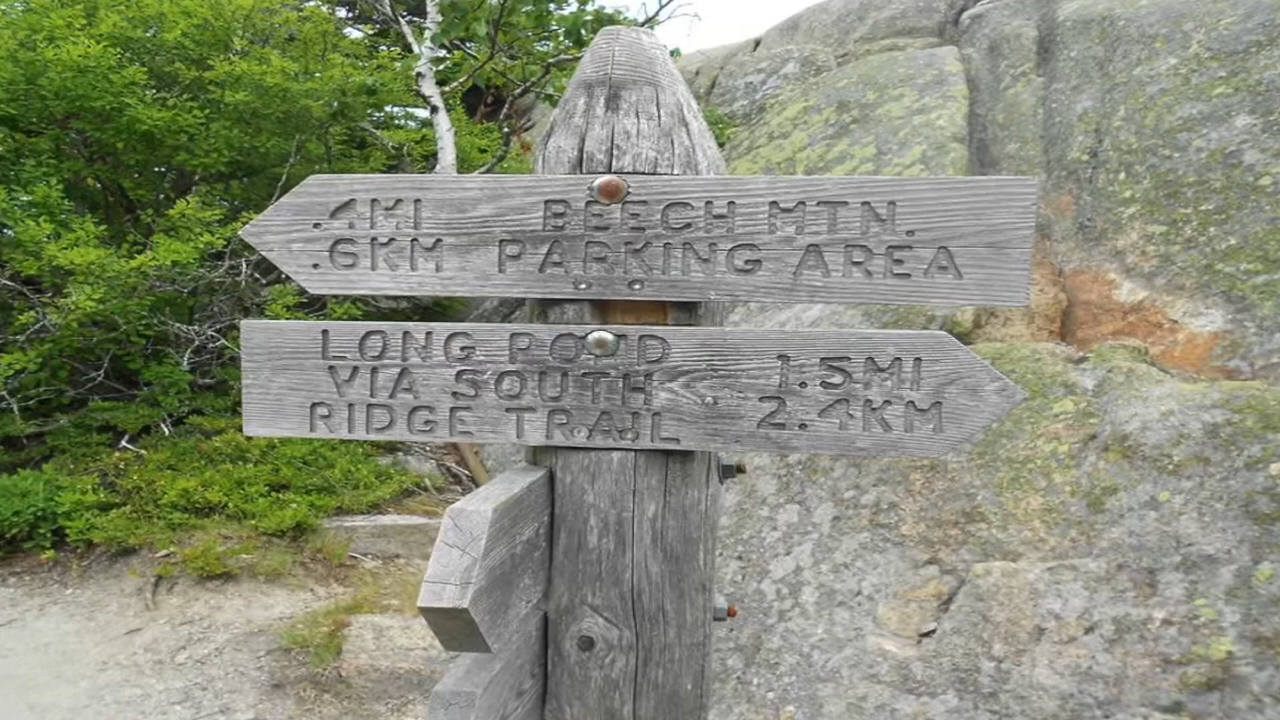 .4MI BEECH MTN.
.6KM PARKING AREA
LONG POND
VIA SOUTH 1.5MI
RIDGE TRAIL 2.4KM